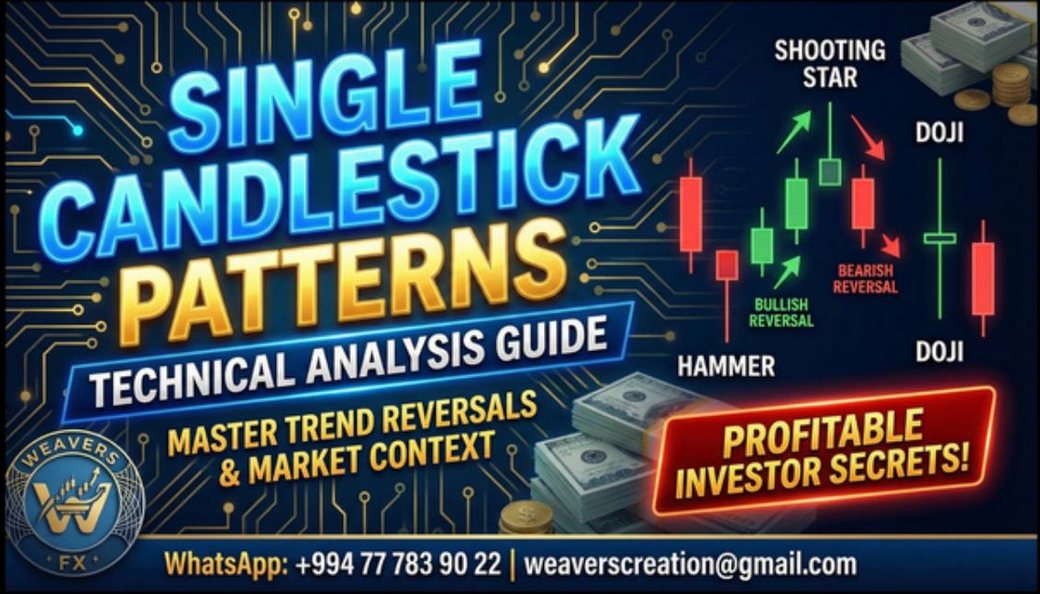 SINGLE
CANDLESTICK
PATTERNS
TECHNICAL ANALYSIS GUIDE
MASTER TREND REVERSALS
& MARKET CONTEXT
SHOOTING
STAR
DOJI
BULLISH
REVERSAL
BEARISH
REVERSAL
HAMMER
DOJI
PROFITABLE
INVESTOR SECRETS!
WEAVERS
W
FX
WhatsApp: +994 77 783 90 22 | weaverscreation@gmail.com